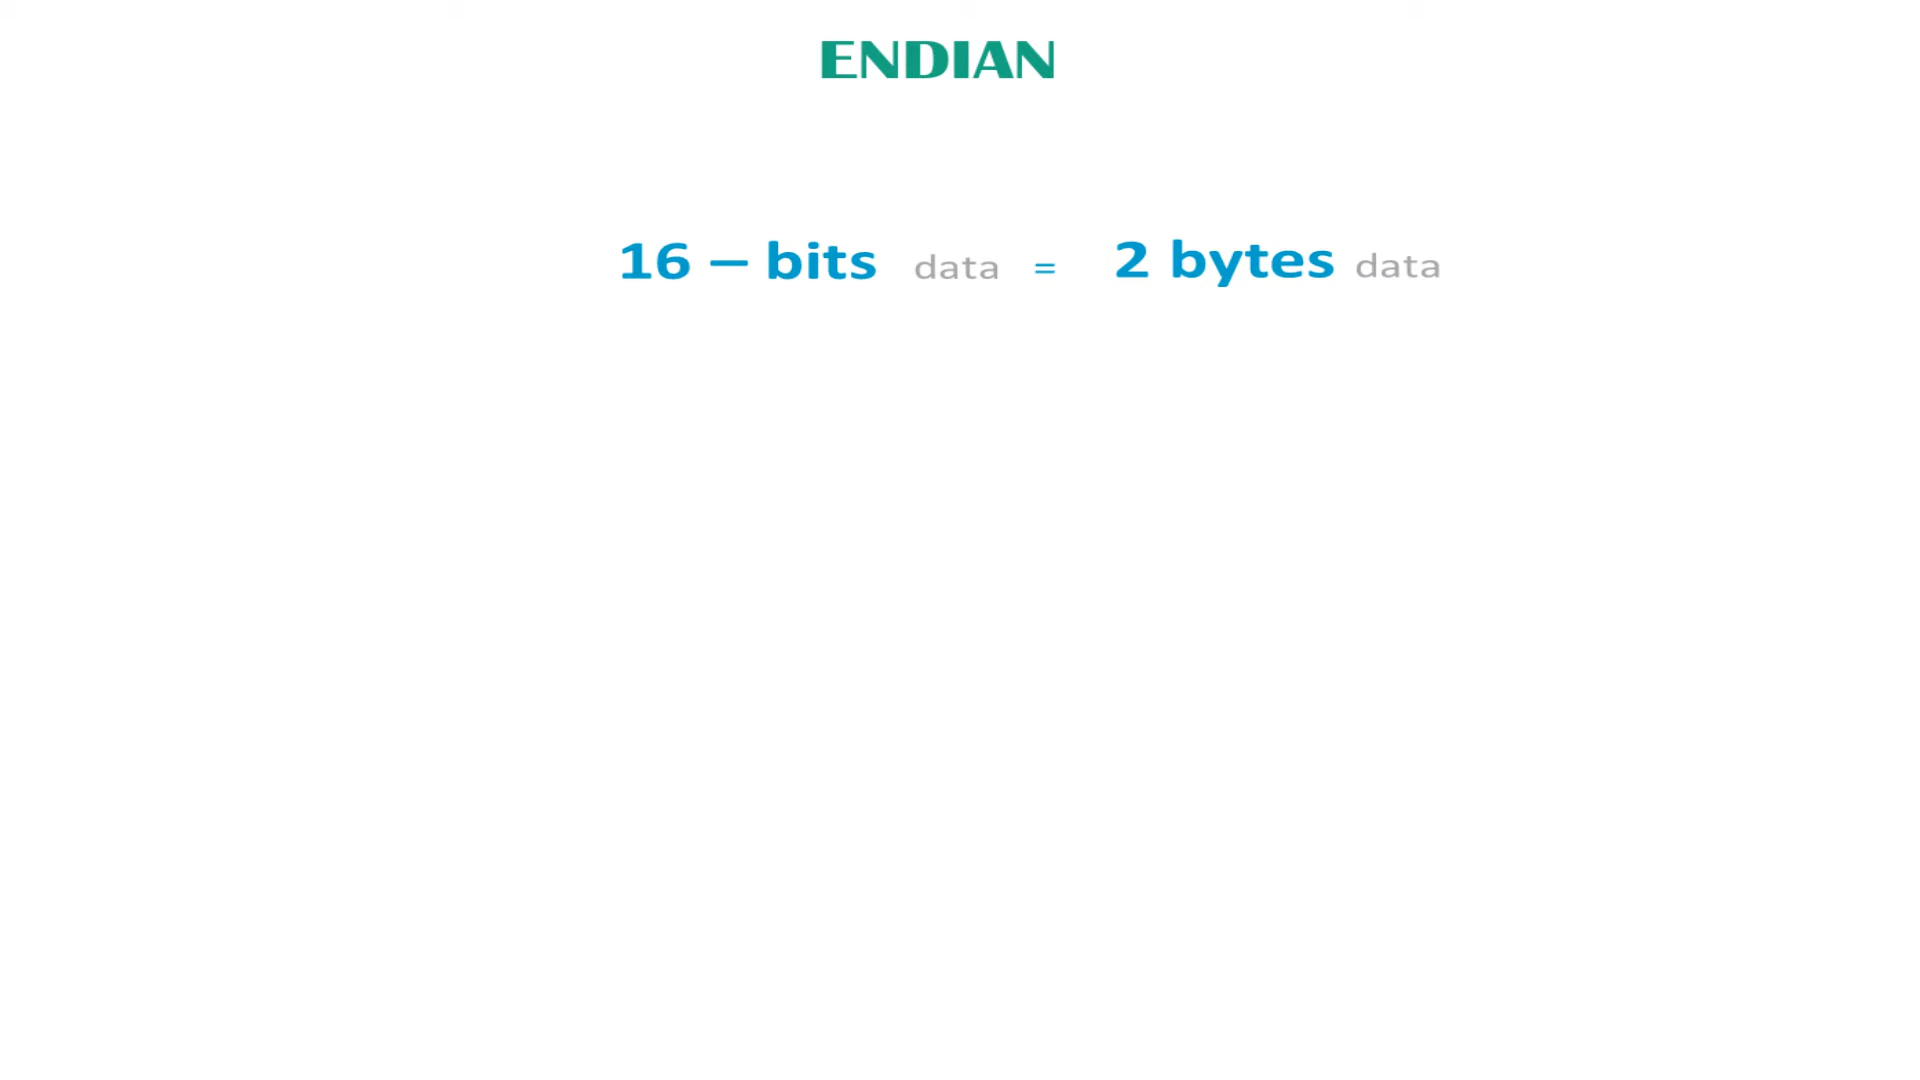 ENDIAN
16 – bits data = 2 bytes data